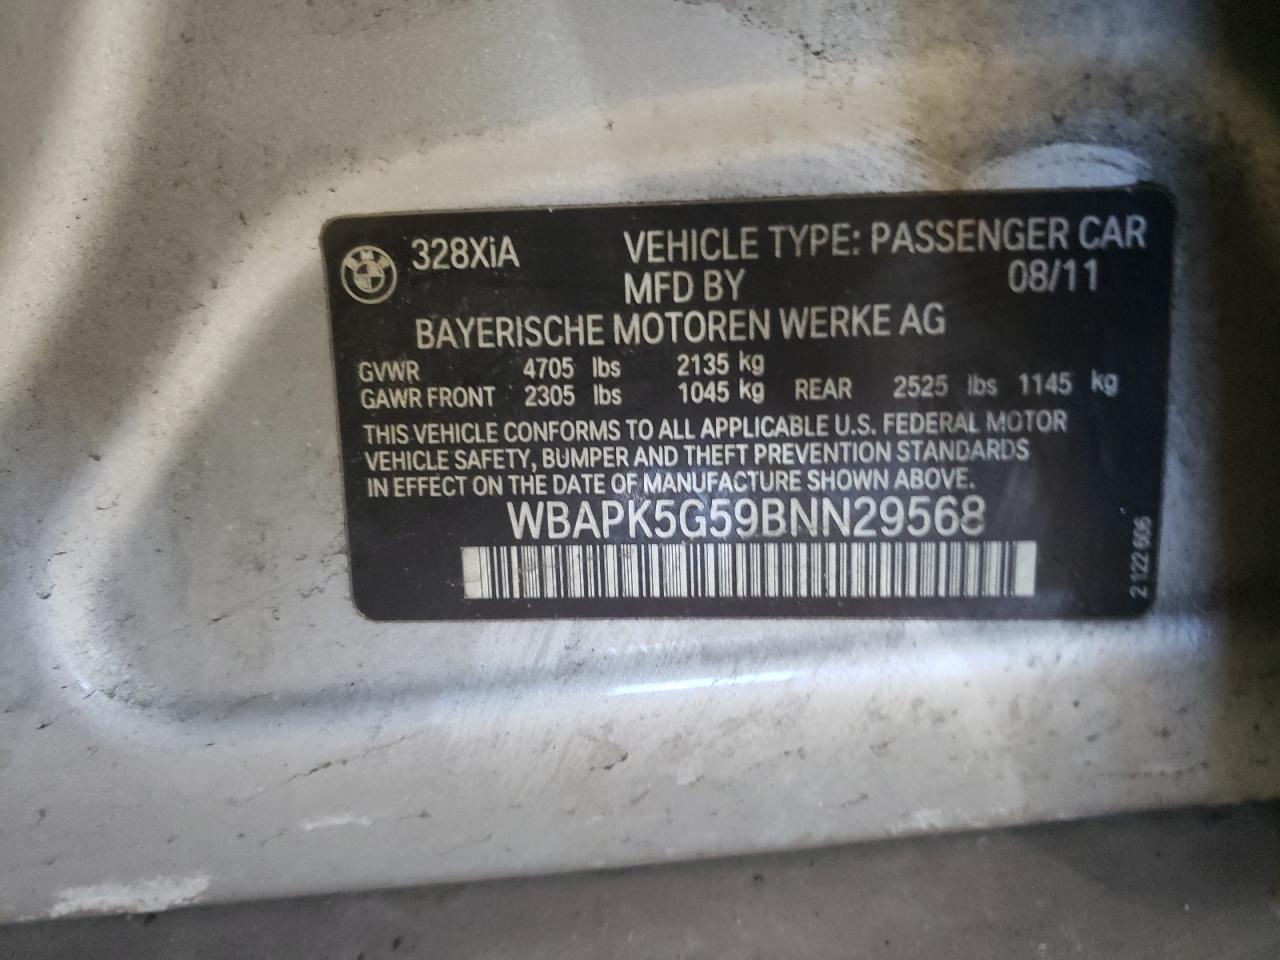 BMW 328XiA VEHICLE TYPE: PASSENGER CAR
MFD BY 08/11
BAYERISCHE MOTOREN WERKE AG
GVWR 4705 lbs 2135 kg
GAWR FRONT 2305 lbs 1045 kg REAR 2525 lbs 1145 kg
THIS VEHICLE CONFORMS TO ALL APPLICABLE U.S. FEDERAL MOTOR
VEHICLE SAFETY, BUMPER AND THEFT PREVENTION STANDARDS
IN EFFECT ON THE DATE OF MANUFACTURE SHOWN ABOVE.
WBAPK5G59BNN29568
2 122 606